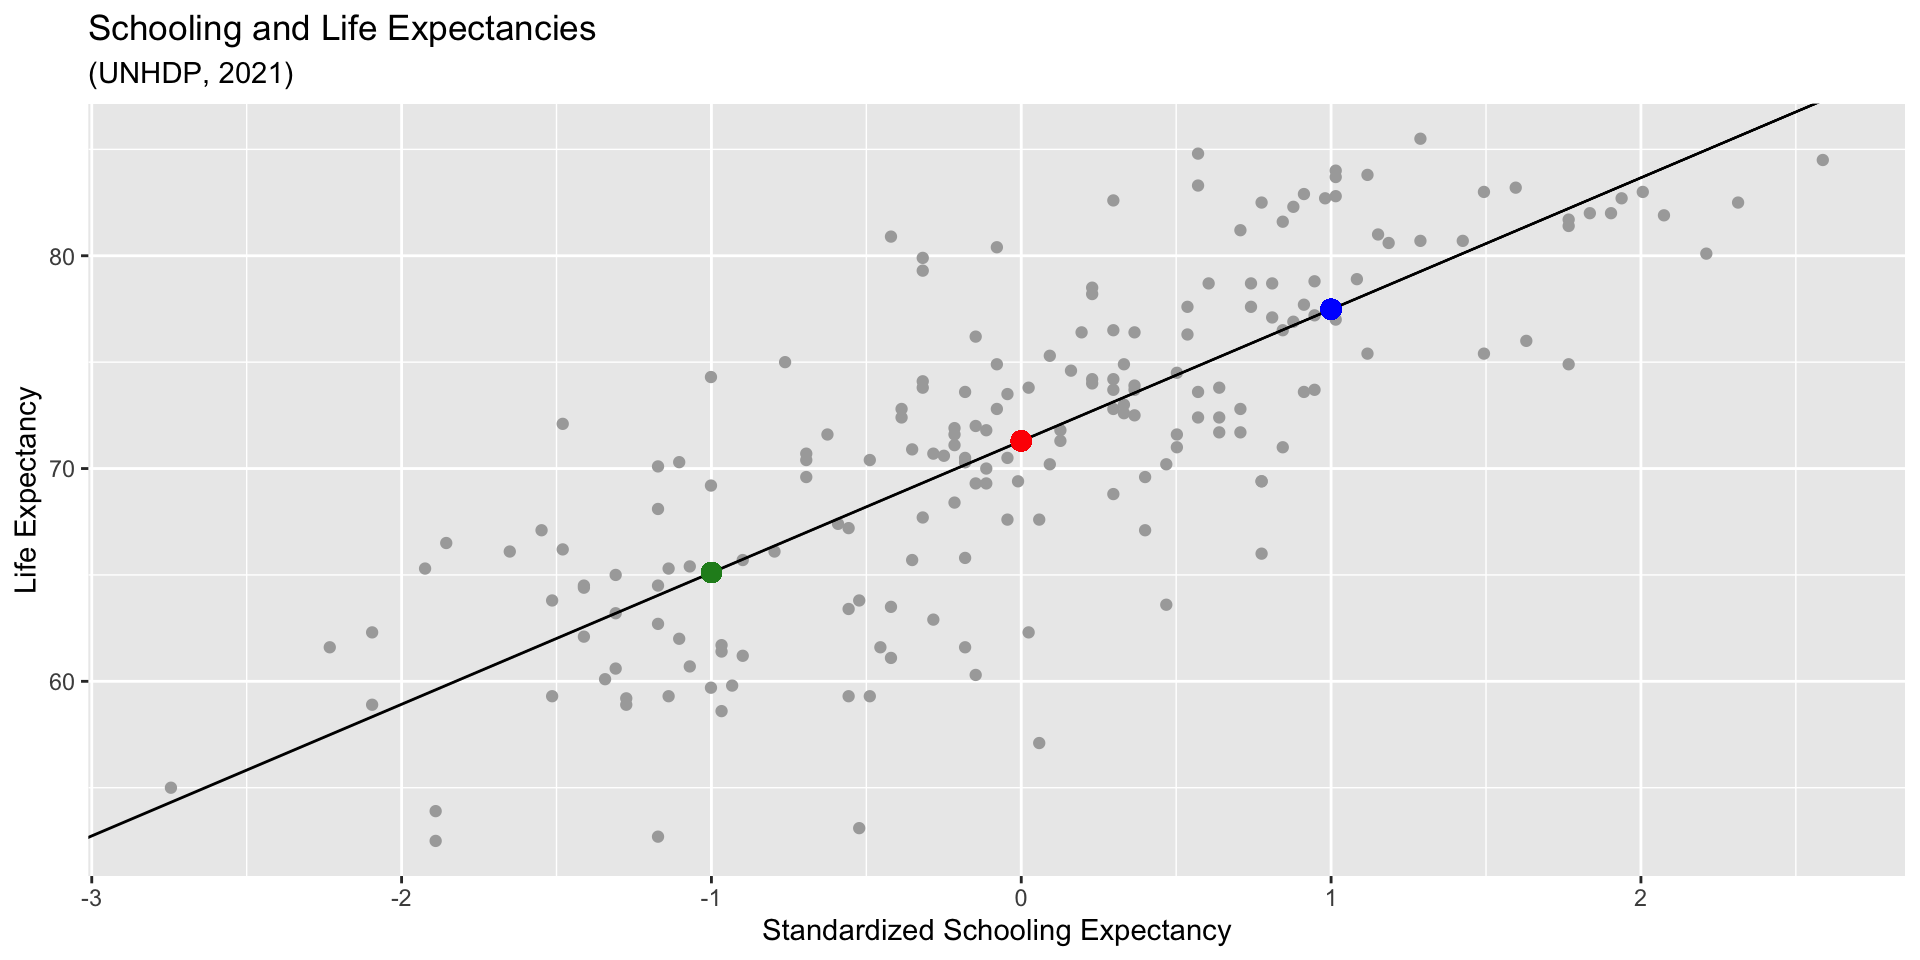 Schooling and Life Expectancies
(UNHDP, 2021)
Life Expectancy
80
70
60
-3 -2 -1 0 1 2
Standardized Schooling Expectancy